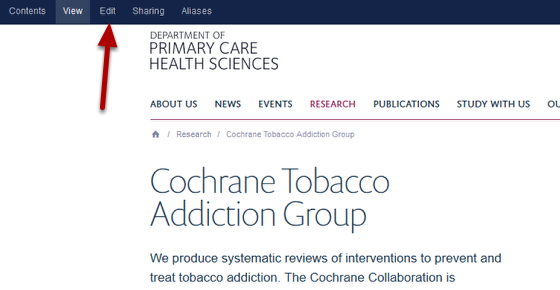 Contents View Edit Sharing Aliases
DEPARTMENT OF
PRIMARY CARE
HEALTH SCIENCES
ABOUT US NEWS EVENTS RESEARCH PUBLICATIONS STUDY WITH US OU
/ Research / Cochrane Tobacco Addiction Group
Cochrane Tobacco
Addiction Group
We produce systematic reviews of interventions to prevent and
treat tobacco addiction. The Cochrane Collaboration is